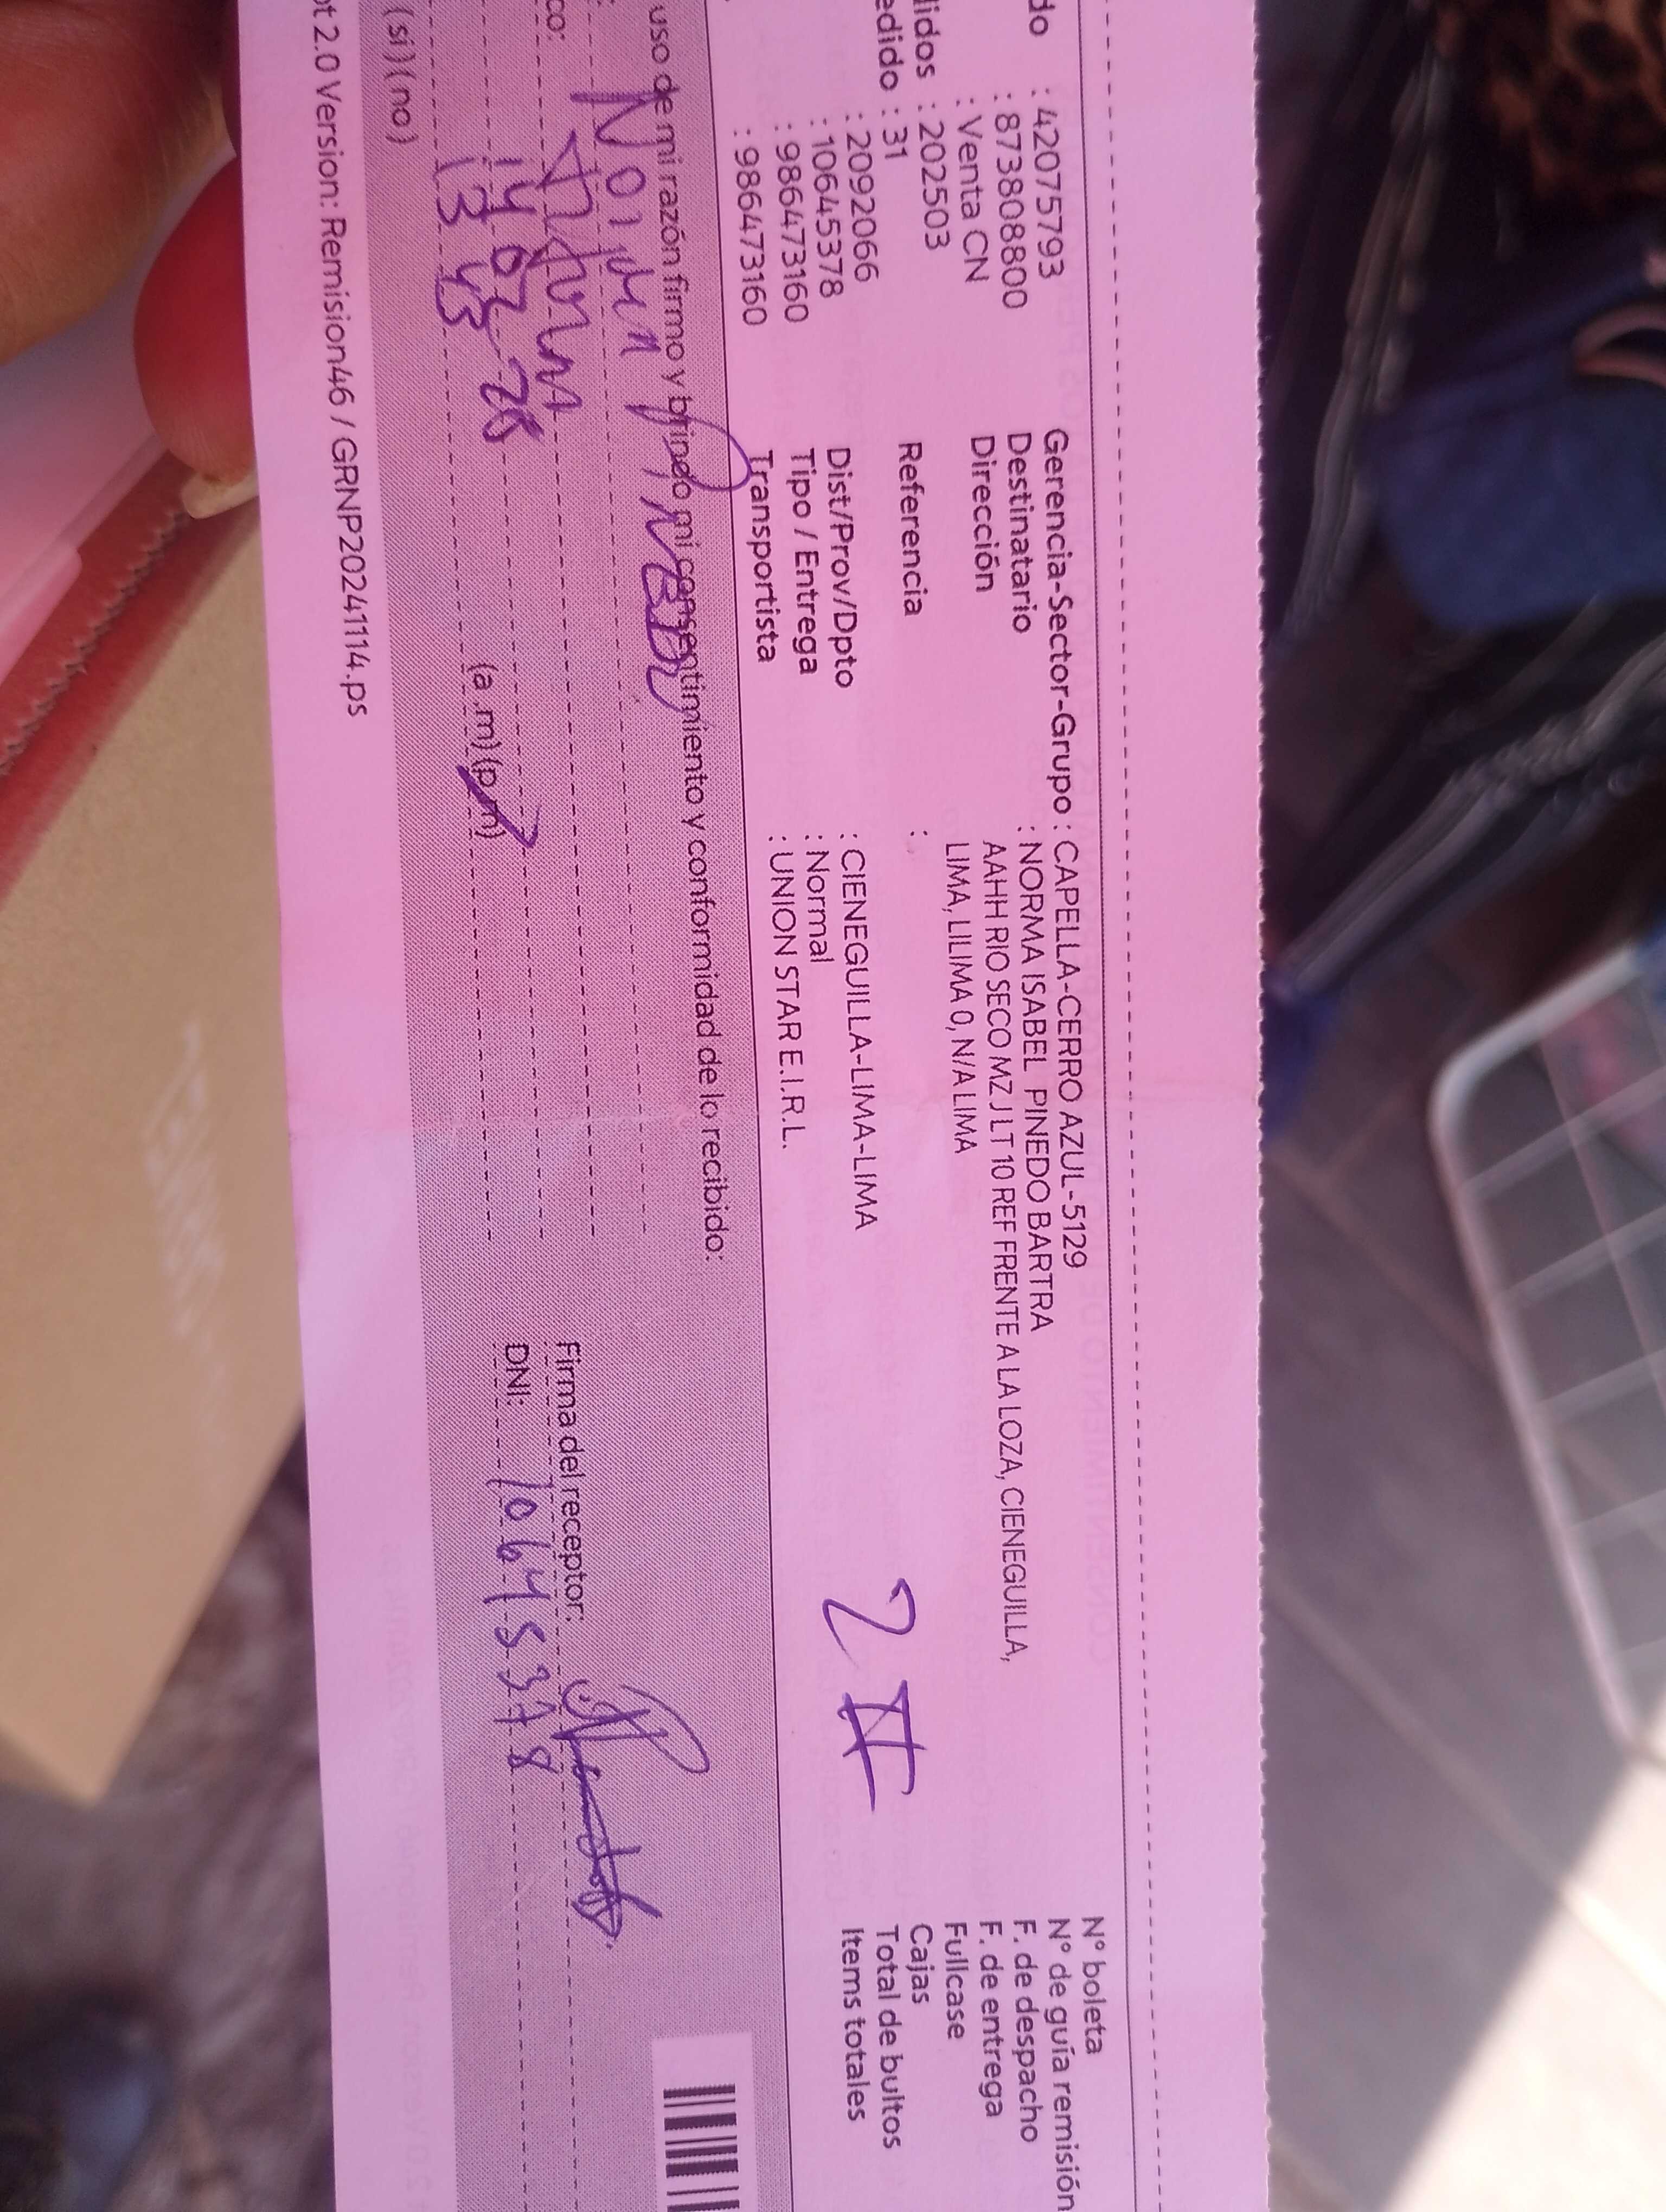 do : 42075793
: 873808800
: Venta CN
lidos : 202503
edido : 31
: 2092066
: 10645378
: 986473160
: 986473160
Gerencia-Sector-Grupo : CAPELLA-CERRO AZUL-5129
Destinatario : NORMA ISABEL PINEDO BARTRA
Dirección AAHH RIO SECO MZ J LT 10 REF FRENTE A LA LOZA, CIENEGUILLA,
LIMA, LILIMA 0, N/A LIMA
Referencia :
Dist/Prov/Dpto : CIENEGUILLA-LIMA-LIMA
Tipo / Entrega : Normal
Transportista : UNION STAR E.I.R.L.
2
N° boleta
N° de guía remisión
F. de despacho
F. de entrega
Fullcase
Cajas
Total de bultos
Items totales
uso de mi razón firmo y brindo mi consentimiento y conformidad de lo recibido:
Norma Pinedo
co:
14 02 25
13 45 (a .m) (p.m)
(si) (no)
Firma del receptor:
DNI: 10645378
ot 2.0 Version: Remision46 / GRNP20241114.ps